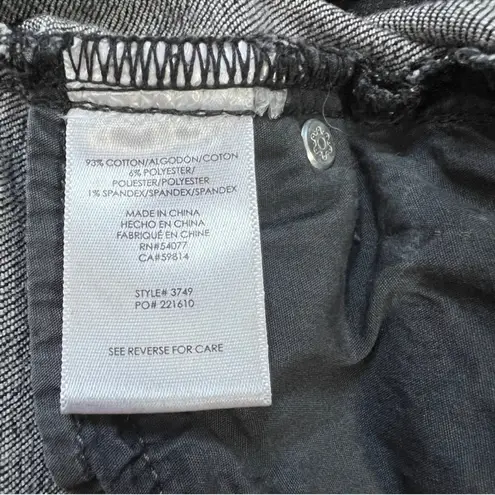 93% COTTON/ALGODÓN/COTON
6% POLYESTER/
POLIESTER/POLYESTER
1% SPANDEX/SPANDEX/SPANDEX
MADE IN CHINA
HECHO EN CHINA
FABRIQUÉ EN CHINE
RN#54077
CA#59814
STYLE# 3749
PO# 221610
SEE REVERSE FOR CARE